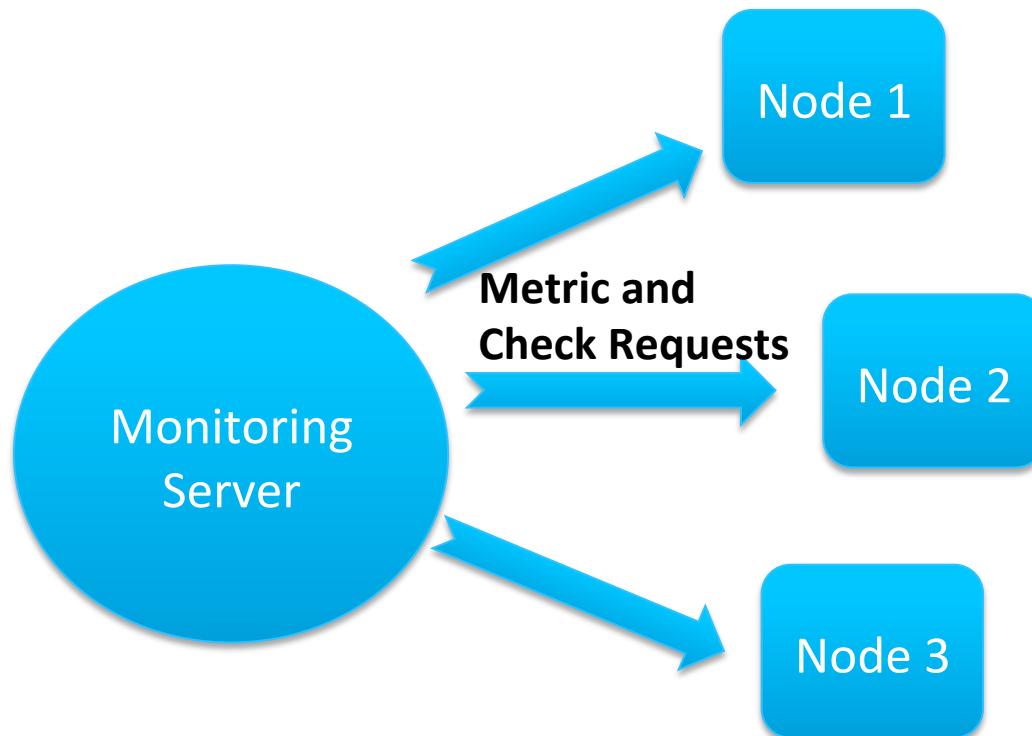 Node 1
Metric and
Check Requests
Node 2
Monitoring
Server
Node 3